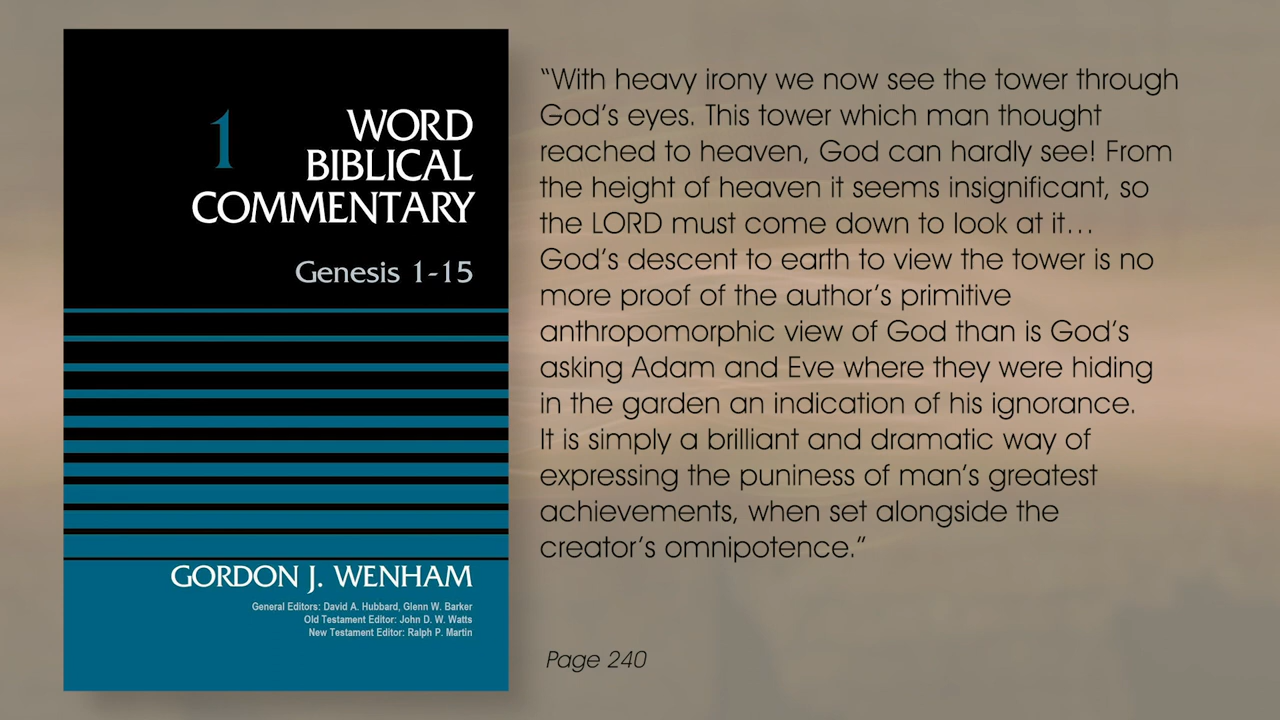 1
WORD
BIBLICAL
COMMENTARY
Genesis 1-15
GORDON J. WENHAM
General Editors: David A. Hubbard, Glenn W. Barker
Old Testament Editor: John D. W. Watts
New Testament Editor: Ralph P. Martin
“With heavy irony we now see the tower through
God’s eyes. This tower which man thought
reached to heaven, God can hardly see! From
the height of heaven it seems insignificant, so
the LORD must come down to look at it…
God’s descent to earth to view the tower is no
more proof of the author’s primitive
anthropomorphic view of God than is God’s
asking Adam and Eve where they were hiding
in the garden an indication of his ignorance.
It is simply a brilliant and dramatic way of
expressing the puniness of man’s greatest
achievements, when set alongside the
creator’s omnipotence.”
Page 240